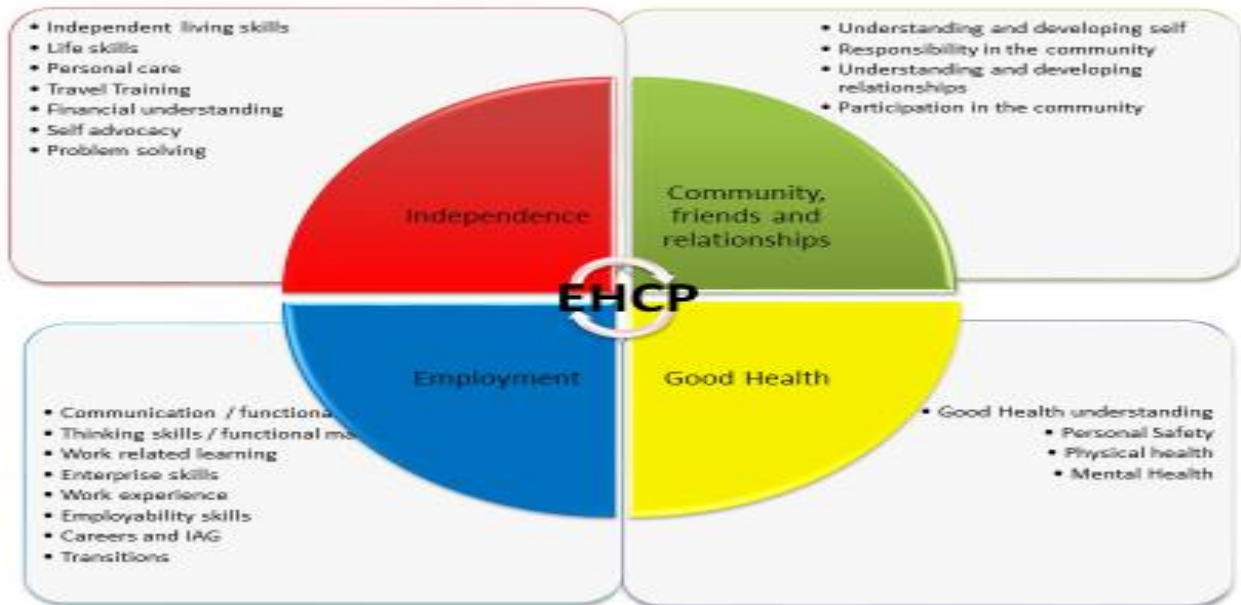 • Independent living skills
• Life skills
• Personal care
• Travel Training
• Financial understanding
• Self advocacy
• Problem solving
• Understanding and developing self
• Responsibility in the community
• Understanding and developing
relationships
• Participation in the community
Independence
Community,
friends and
relationships
EHCP
Employment
Good Health
• Communication / functional
• Thinking skills / functional
• Work related learning
• Enterprise skills
• Work experience
• Employability skills
• Careers and IAG
• Transitions
• Good Health understanding
• Personal Safety
• Physical health
• Mental Health